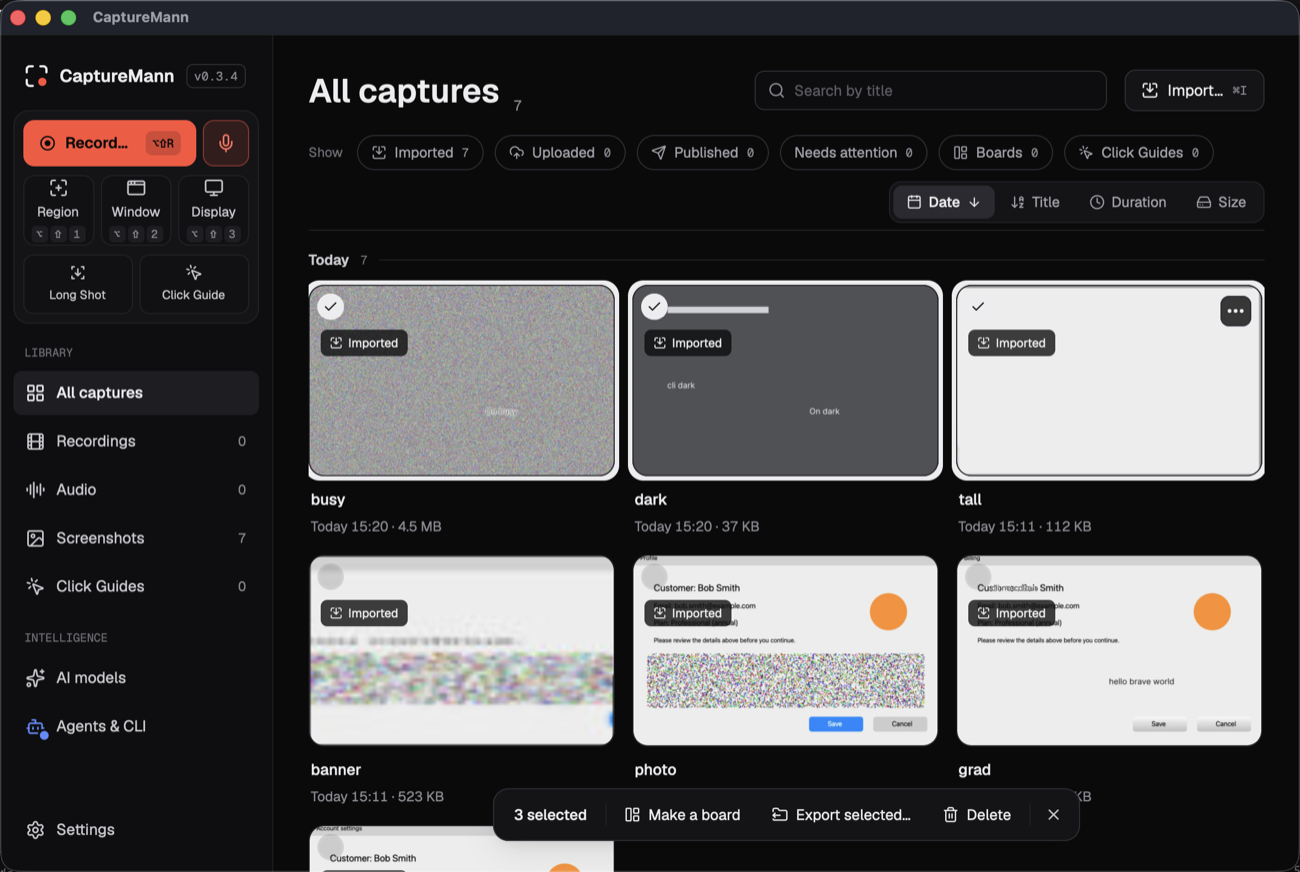 CaptureMann
CaptureMann v0.3.4
Record... ⌥⇧R
Region
⌥ ⇧ 1
Window
⌥ ⇧ 2
Display
⌥ ⇧ 3
Long Shot
Click Guide
LIBRARY
All captures
Recordings 0
Audio 0
Screenshots 7
Click Guides 0
INTELLIGENCE
AI models
Agents & CLI
Settings
All captures 7
Search by title
Import... ⌘I
Show
Imported 7
Uploaded 0
Published 0
Needs attention 0
Boards 0
Click Guides 0
Date ↓
Title
Duration
Size
Today 7
Imported
busy
Today 15:20 · 4.5 MB
Imported
cli dark
On dark
dark
Today 15:20 · 37 KB
Imported
tall
Today 15:11 · 112 KB
Imported
banner
Today 15:11 · 523 KB
Customer: Bob Smith
Imported
Please review the details above before you continue.
Save
Cancel
photo
Smith
Imported
Please review the details above before you continue.
hello brave world
Save
Cancel
grad
KB
Account settings
Customer: Bob Smith
3 selected
Make a board
Export selected...
Delete